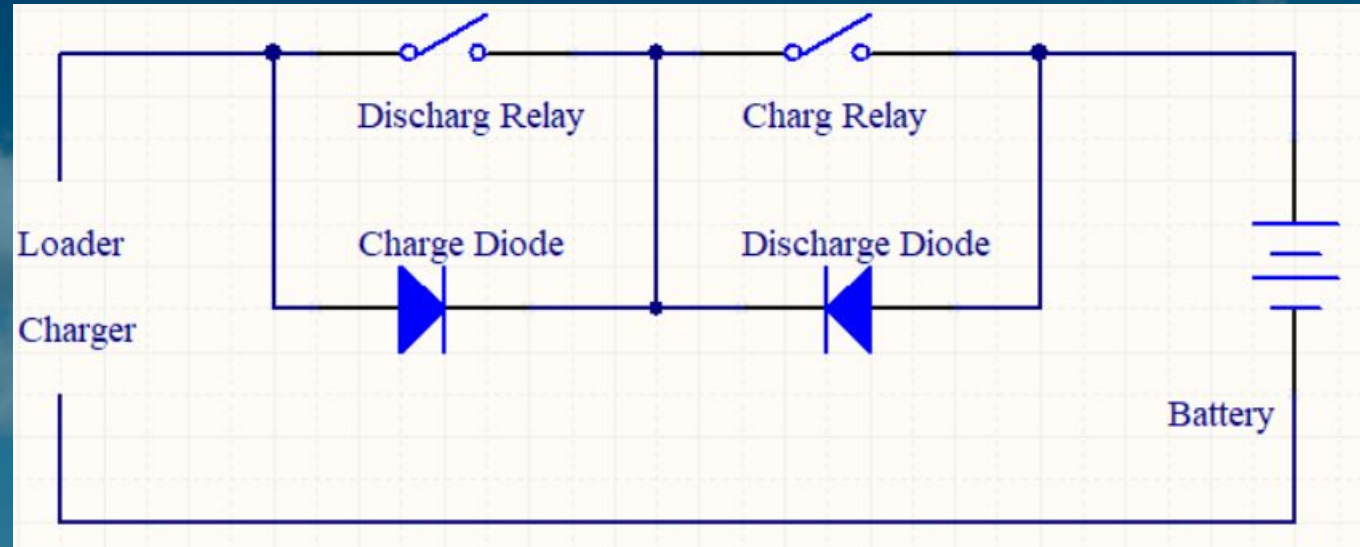 Discharg Relay
Charg Relay
Loader
Charge Diode
Discharge Diode
Charger
Battery